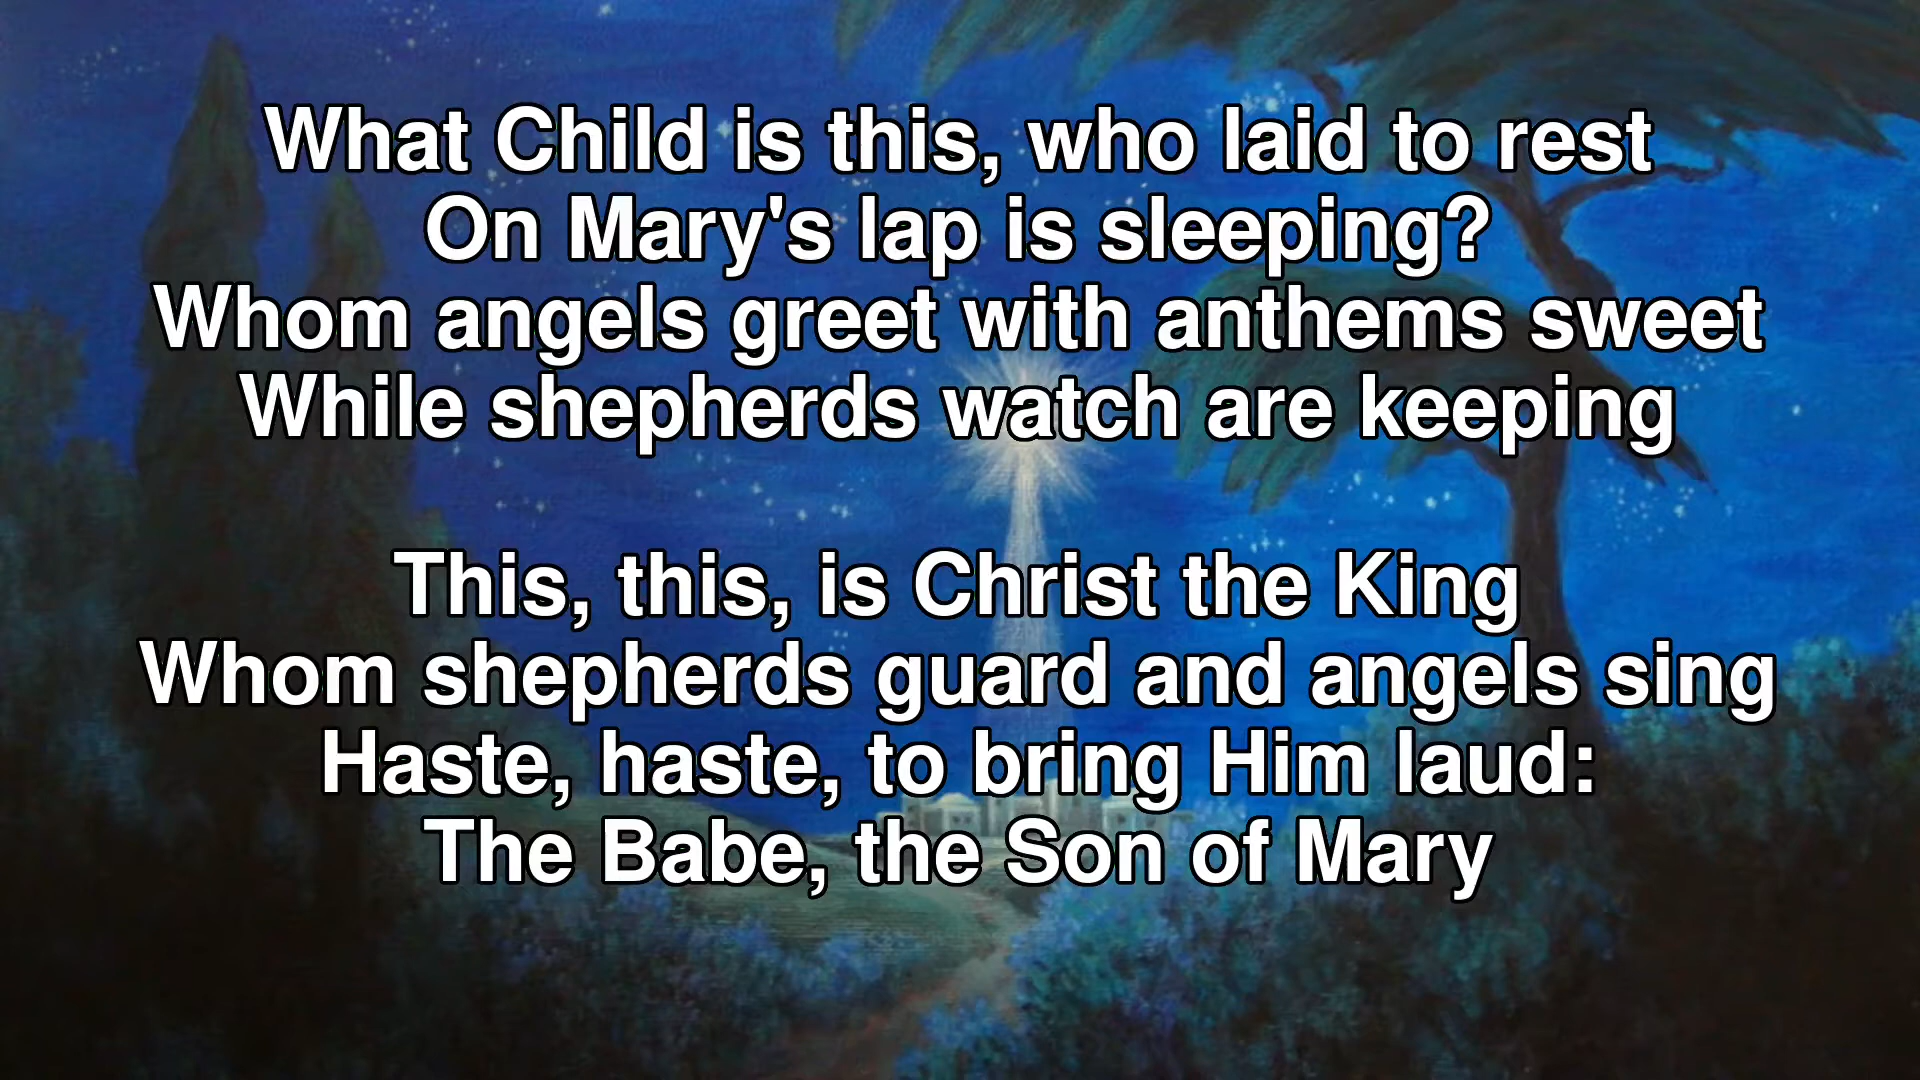 What Child is this, who laid to rest
On Mary's lap is sleeping?
Whom angels greet with anthems sweet
While shepherds watch are keeping
This, this, is Christ the King
Whom shepherds guard and angels sing
Haste, haste, to bring Him laud:
The Babe, the Son of Mary